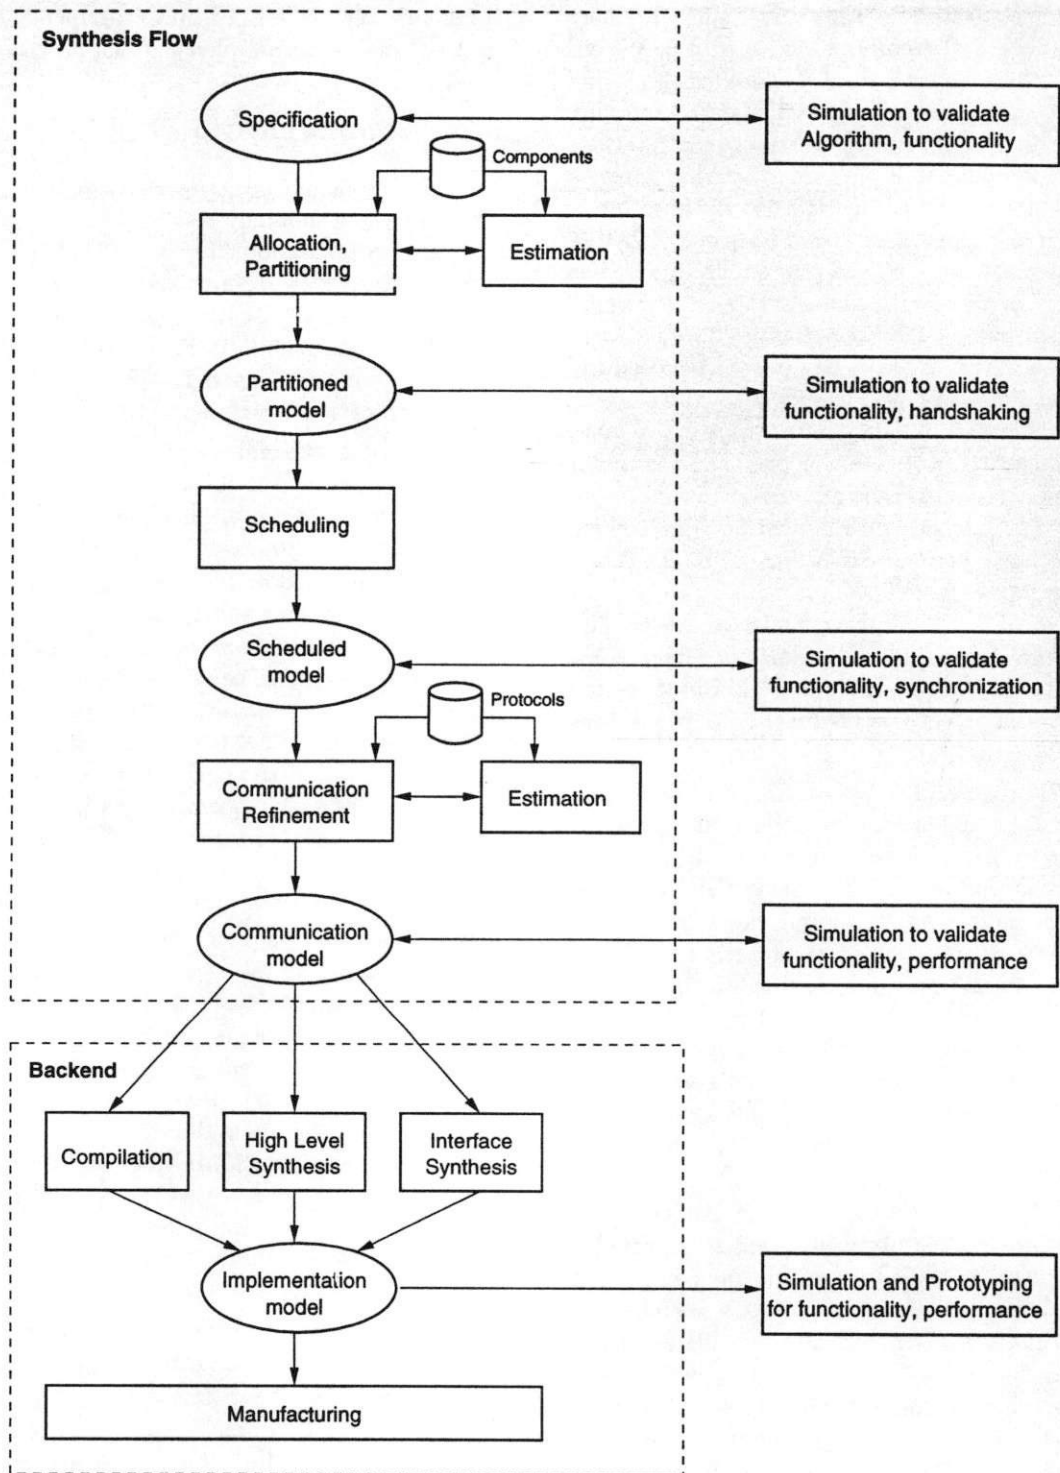 Synthesis Flow
Specification
Simulation to validate
Algorithm, functionality
Components
Allocation,
Partitioning
Estimation
Partitioned
model
Simulation to validate
functionality, handshaking
Scheduling
Scheduled
model
Simulation to validate
functionality, synchronization
Protocols
Communication
Refinement
Estimation
Communication
model
Simulation to validate
functionality, performance
Backend
Compilation
High Level
Synthesis
Interface
Synthesis
Implementation
model
Simulation and Prototyping
for functionality, performance
Manufacturing